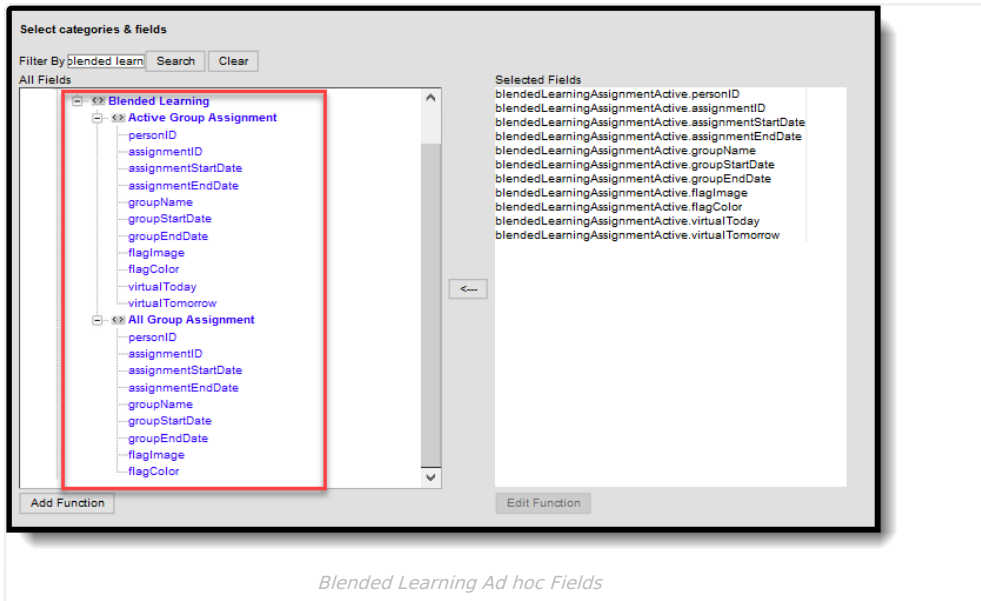 Select categories & fields
Filter By blended learn Search Clear
All Fields
Blended Learning
Active Group Assignment
personID
assignmentID
assignmentStartDate
assignmentEndDate
groupName
groupStartDate
groupEndDate
flagImage
flagColor
virtualToday
virtualTomorrow
All Group Assignment
personID
assignmentID
assignmentStartDate
assignmentEndDate
groupName
groupStartDate
groupEndDate
flagImage
flagColor
Add Function
<---
Selected Fields
blendedLearningAssignmentActive.personID
blendedLearningAssignmentActive.assignmentID
blendedLearningAssignmentActive.assignmentStartDate
blendedLearningAssignmentActive.assignmentEndDate
blendedLearningAssignmentActive.groupName
blendedLearningAssignmentActive.groupStartDate
blendedLearningAssignmentActive.groupEndDate
blendedLearningAssignmentActive.flagImage
blendedLearningAssignmentActive.flagColor
blendedLearningAssignmentActive.virtualToday
blendedLearningAssignmentActive.virtualTomorrow
Edit Function
Blended Learning Ad hoc Fields